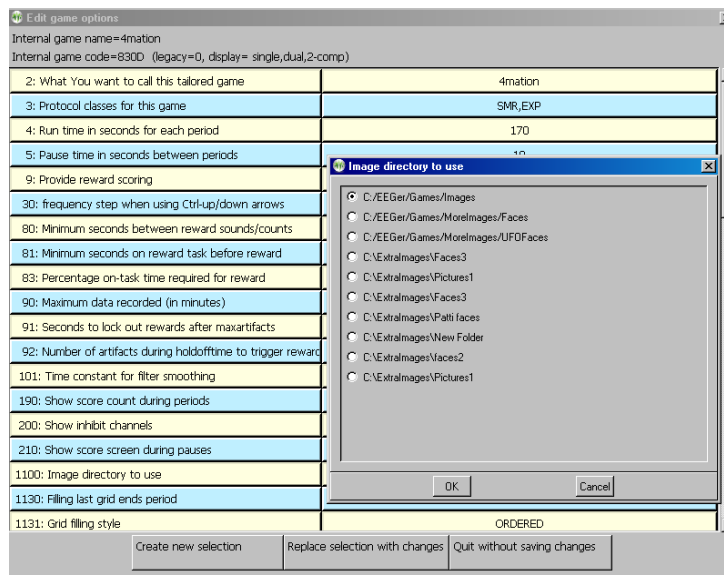 Edit game options
Internal game name=4mation
Internal game code=830D (legacy=0, display= single,dual,2-comp)
2: What You want to call this tailored game 4mation
3: Protocol classes for this game SMR,EXP
4: Run time in seconds for each period 170
5: Pause time in seconds between periods 10
9: Provide reward scoring
30: frequency step when using Ctrl-up/down arrows
80: Minimum seconds between reward sounds/counts
81: Minimum seconds on reward task before reward
83: Percentage on-task time required for reward
90: Maximum data recorded (in minutes)
91: Seconds to lock out rewards after maxartifacts
92: Number of artifacts during holdofftime to trigger reward
101: Time constant for filter smoothing
190: Show score count during periods
200: Show inhibit channels
210: Show score screen during pauses
1100: Image directory to use
1130: Filling last grid ends period
1131: Grid filling style ORDERED
Image directory to use
C:/EEGer/Games/Images
C:/EEGer/Games/MoreImages/Faces
C:/EEGer/Games/MoreImages/UFOFaces
C:\ExtraImages\Faces3
C:\ExtraImages\Pictures1
C:\ExtraImages\Faces3
C:\ExtraImages\Patti faces
C:\ExtraImages\New Folder
C:\ExtraImages\faces2
C:\ExtraImages\Pictures1
OK Cancel
Create new selection Replace selection with changes Quit without saving changes